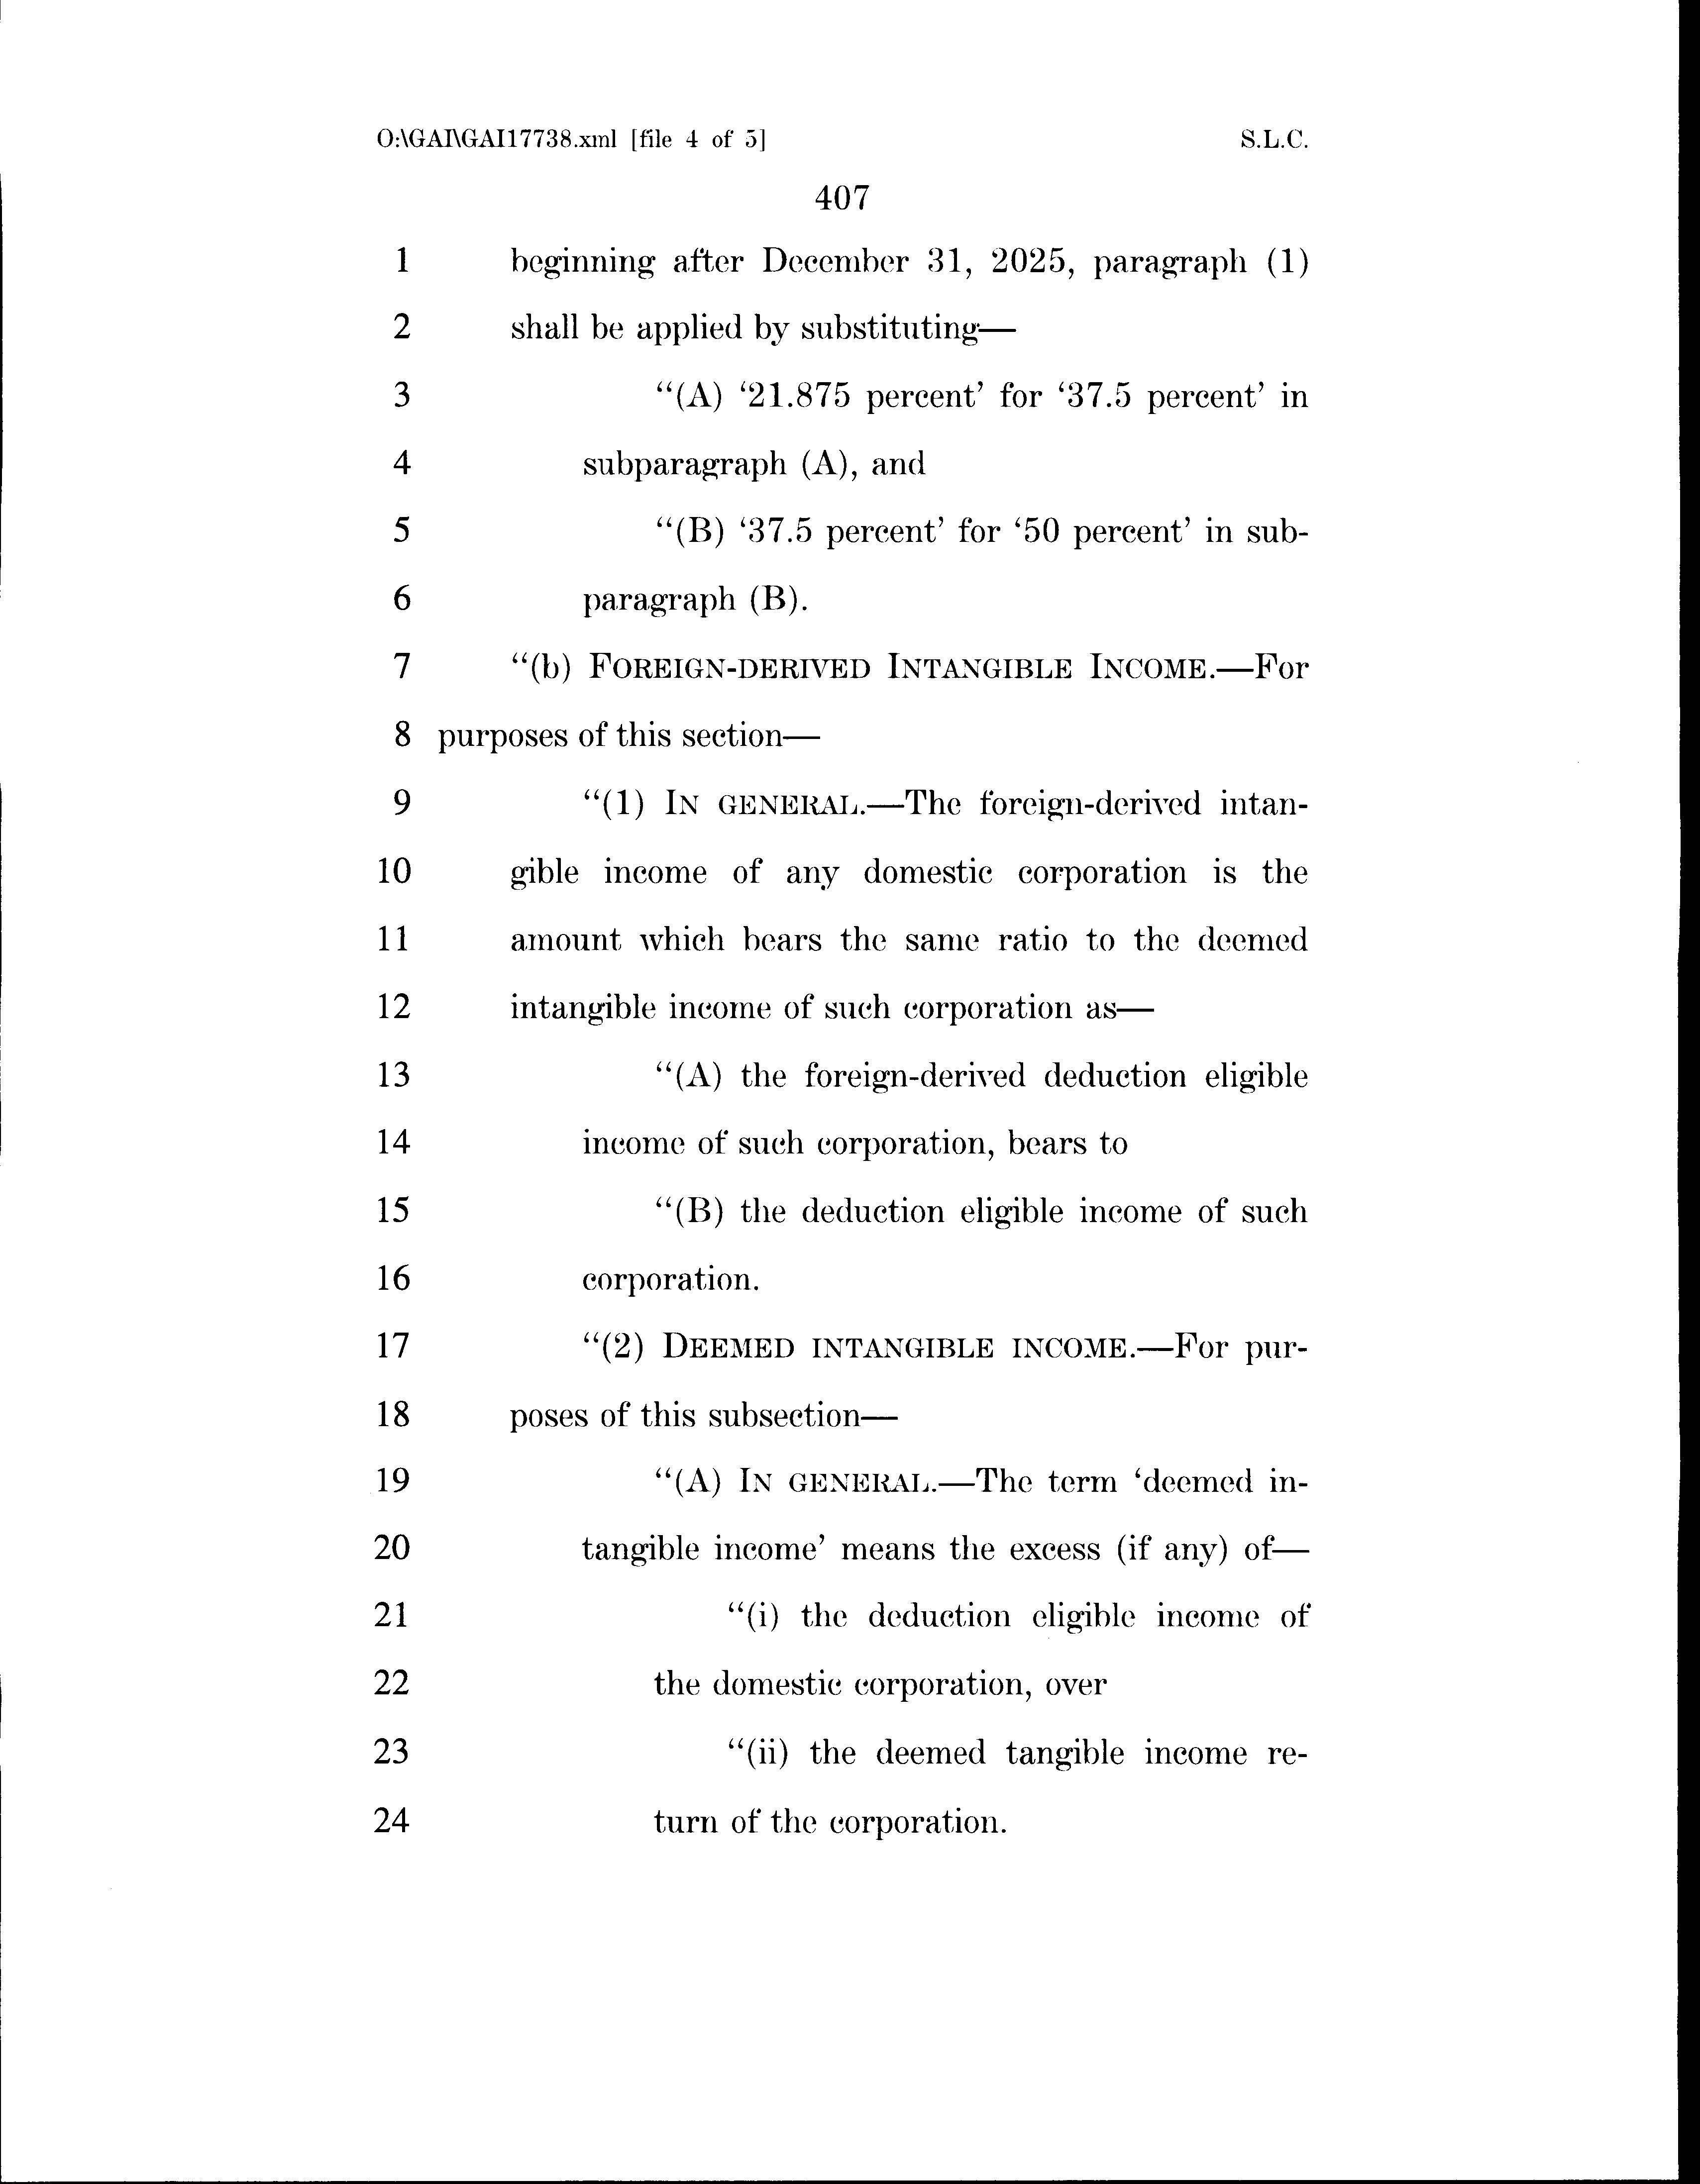 O:\GAI\GAI17738.xml [file 4 of 5] S.L.C.
407
1 beginning after December 31, 2025, paragraph (1)
2 shall be applied by substituting—
3 “(A) ‘21.875 percent’ for ‘37.5 percent’ in
4 subparagraph (A), and
5 “(B) ‘37.5 percent’ for ‘50 percent’ in sub-
6 paragraph (B).
7 “(b) FOREIGN-DERIVED INTANGIBLE INCOME.—For
8 purposes of this section—
9 “(1) IN GENERAL.—The foreign-derived intan-
10 gible income of any domestic corporation is the
11 amount which bears the same ratio to the deemed
12 intangible income of such corporation as—
13 “(A) the foreign-derived deduction eligible
14 income of such corporation, bears to
15 “(B) the deduction eligible income of such
16 corporation.
17 “(2) DEEMED INTANGIBLE INCOME.—For pur-
18 poses of this subsection—
19 “(A) IN GENERAL.—The term ‘deemed in-
20 tangible income’ means the excess (if any) of—
21 “(i) the deduction eligible income of
22 the domestic corporation, over
23 “(ii) the deemed tangible income re-
24 turn of the corporation.